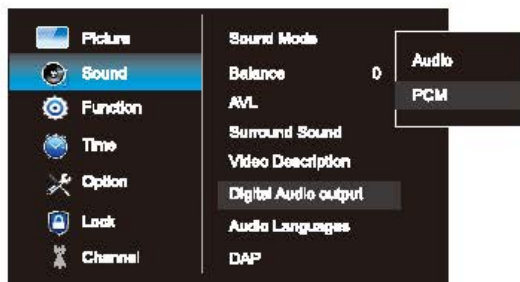 Picture
Sound
Function
Time
Option
Lock
Channel
Sound Mode
Balance 0
AVL
Surround Sound
Video Description
Digital Audio output
Audio Languages
DAP
Audio
PCM